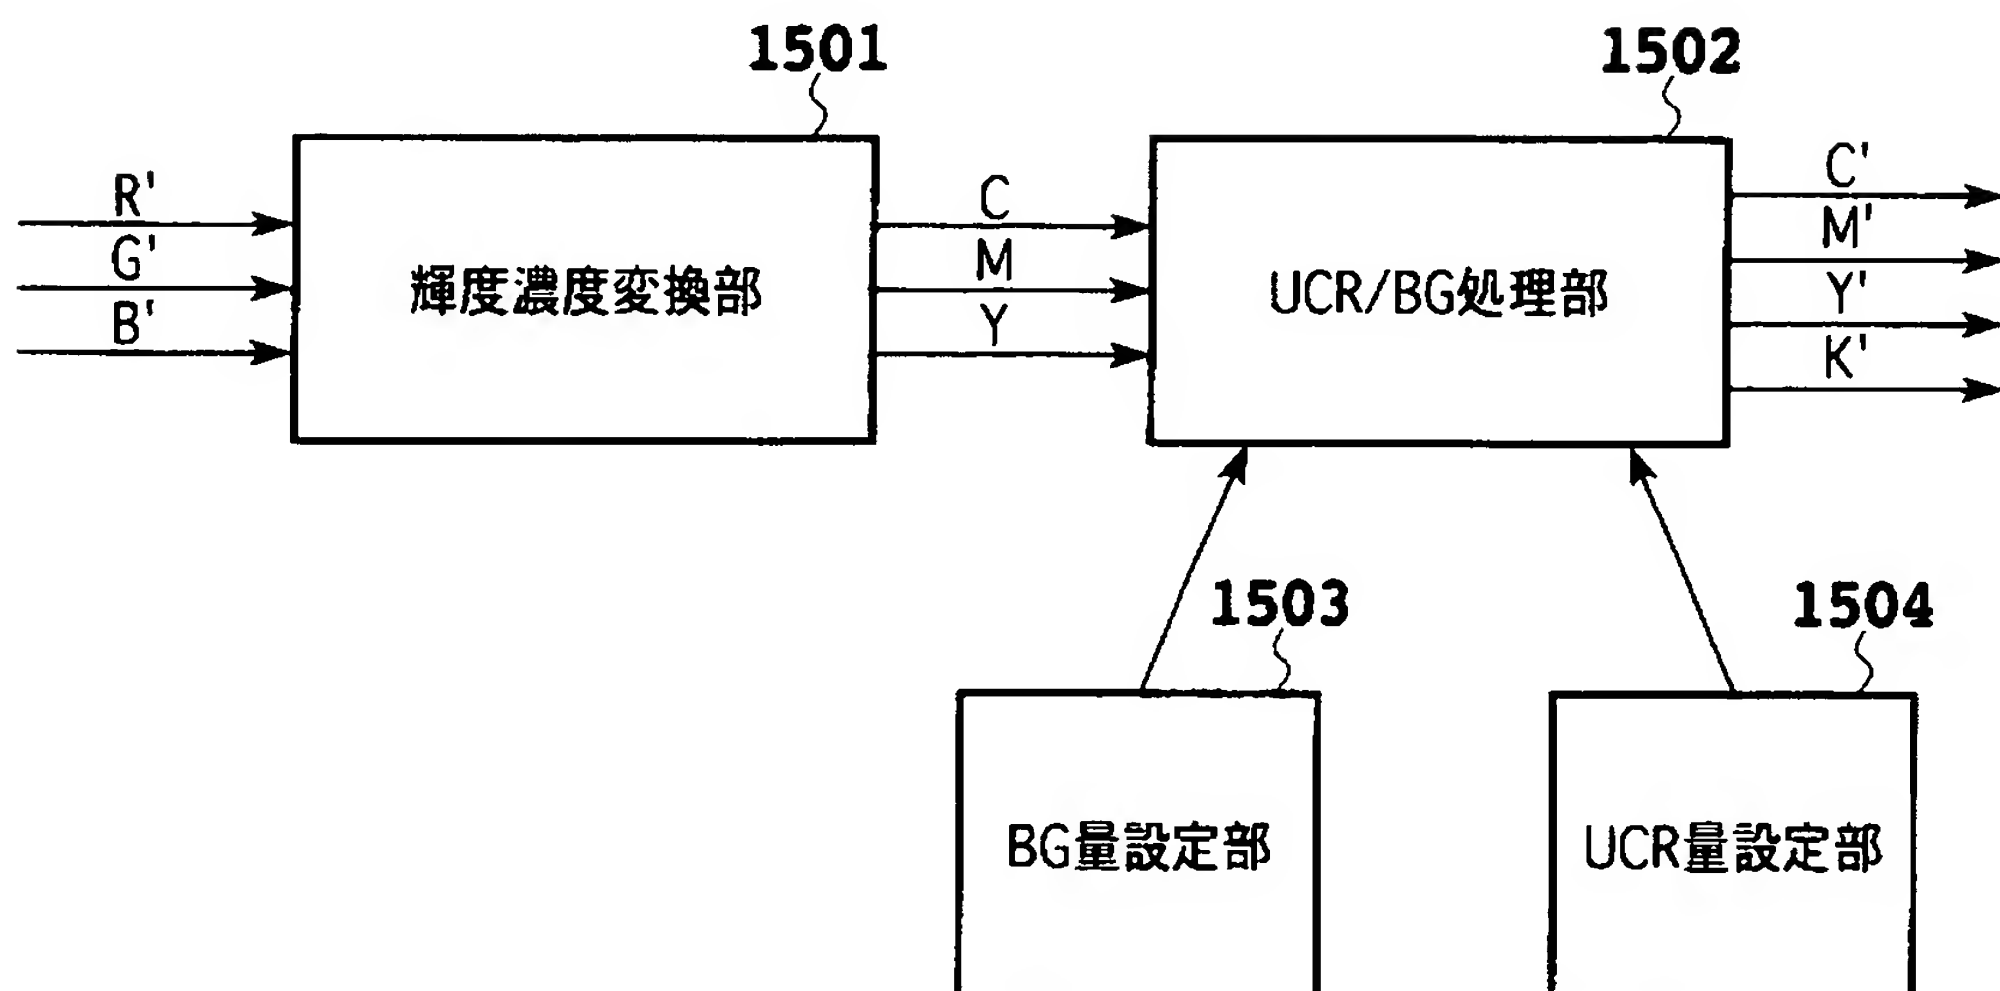 1501
1502
R'
G'
B'
輝度濃度変換部
C
M
Y
UCR/BG処理部
C'
M'
Y'
K'
1503
1504
BG量設定部
UCR量設定部